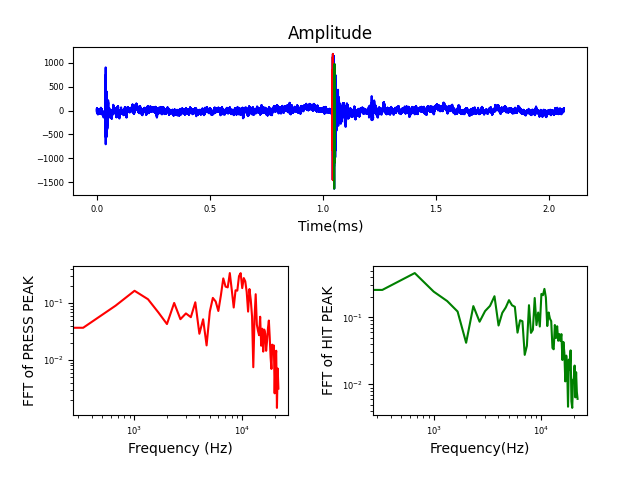 Amplitude
1000
500
0
−500
−1000
−1500
0.0 0.5 1.0 1.5 2.0
Time(ms)
FFT of PRESS PEAK
10⁻¹
10⁻²
10³ 10⁴
Frequency (Hz)
FFT of HIT PEAK
10⁻¹
10⁻²
10³ 10⁴
Frequency(Hz)